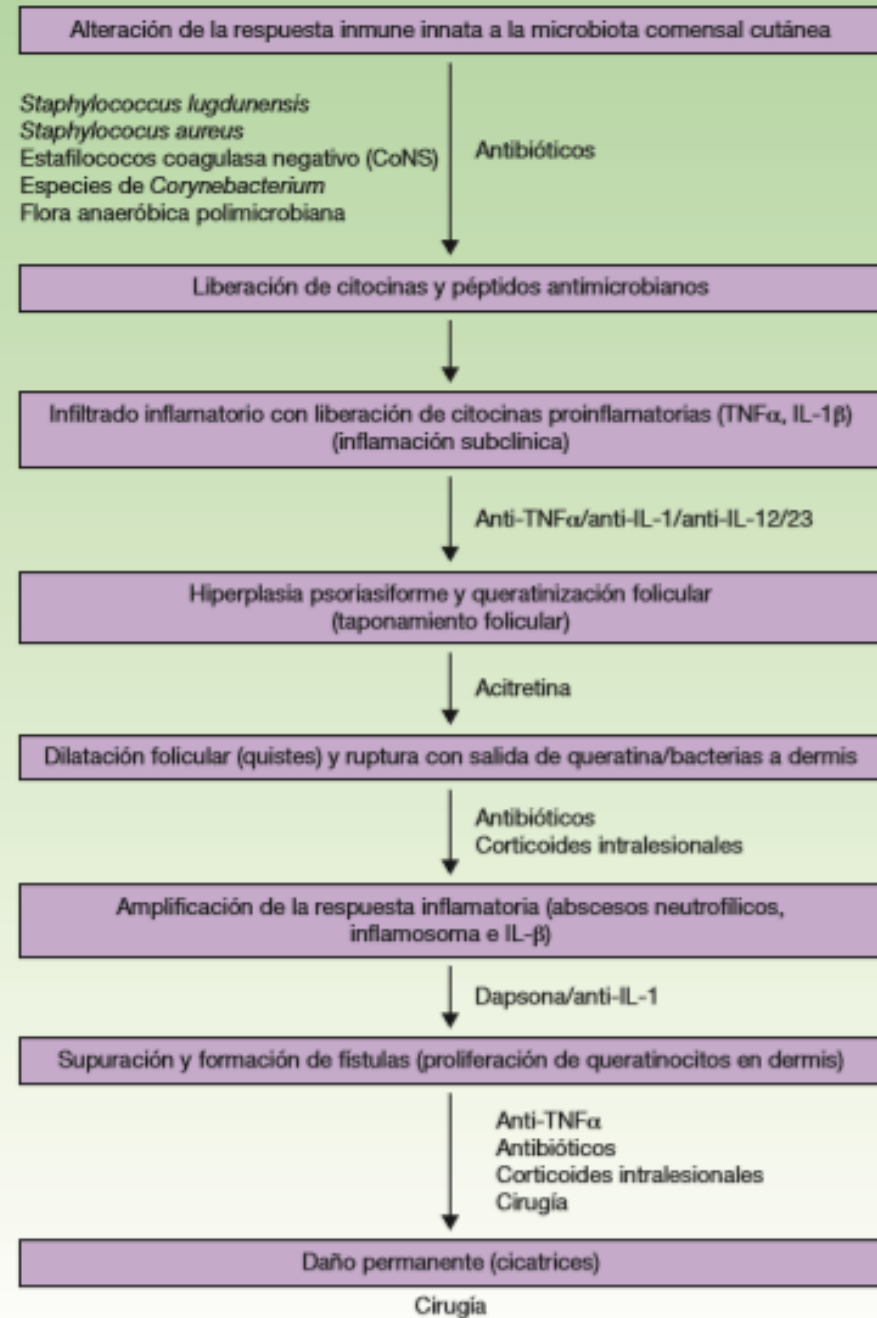 Alteración de la respuesta inmune innata a la microbiota comensal cutánea
Staphylococcus lugdunensis
Staphylococus aureus
Estafilococos coagulasa negativo (CoNS)
Especies de Corynebacterium
Flora anaeróbica polimicrobiana
Antibióticos
Liberación de citocinas y péptidos antimicrobianos
Infiltrado inflamatorio con liberación de citocinas proinflamatorias (TNFα, IL-1β)
(inflamación subclínica)
Anti-TNFα/anti-IL-1/anti-IL-12/23
Hiperplasia psoriasiforme y queratinización folicular
(taponamiento folicular)
Acitretina
Dilatación folicular (quistes) y ruptura con salida de queratina/bacterias a dermis
Antibióticos
Corticoides intralesionales
Amplificación de la respuesta inflamatoria (abscesos neutrofílicos,
inflamosoma e IL-β)
Dapsona/anti-IL-1
Supuración y formación de fístulas (proliferación de queratinocitos en dermis)
Anti-TNFα
Antibióticos
Corticoides intralesionales
Cirugía
Daño permanente (cicatrices)
Cirugía